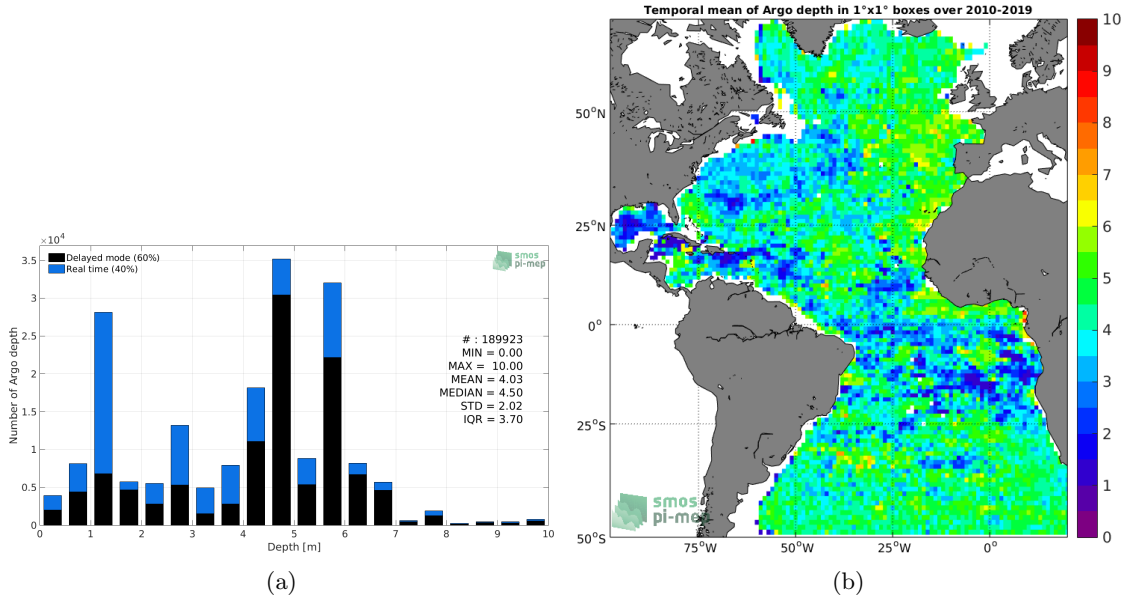 ×10⁴
Delayed mode (60%)
Real time (40%)
smos
pi-mep
3.5
3
2.5
2
1.5
1
0.5
0
Number of Argo depth
# : 189923
MIN = 0.00
MAX = 10.00
MEAN = 4.03
MEDIAN = 4.50
STD = 2.02
IQR = 3.70
0 1 2 3 4 5 6 7 8 9 10
Depth [m]
(a)
Temporal mean of Argo depth in 1°x1° boxes over 2010-2019
50°N
25°N
0°
25°S
50°S
75°W 50°W 25°W 0°
smos
pi-mep
10
9
8
7
6
5
4
3
2
1
0
(b)